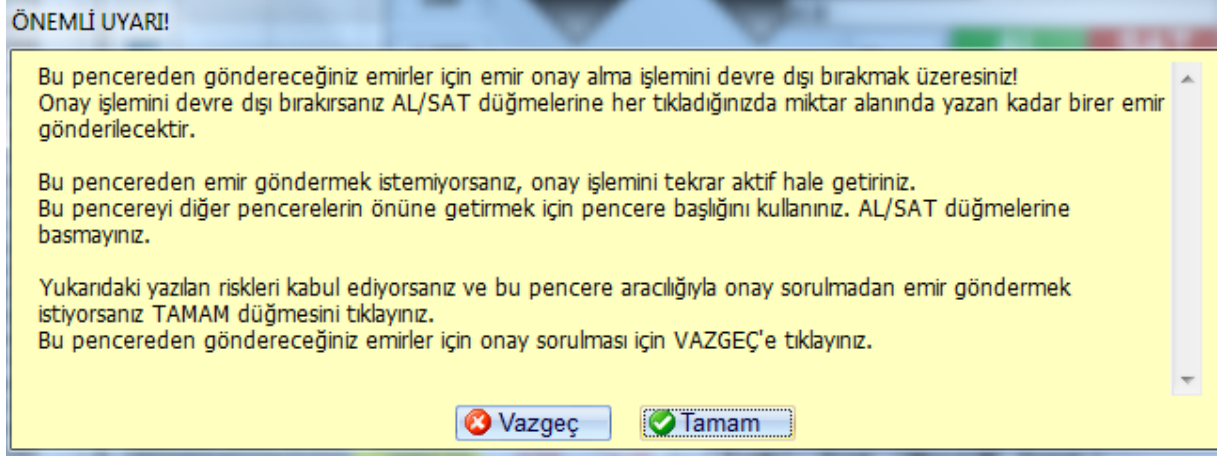 ÖNEMLİ UYARI!
Bu pencereden göndereceğiniz emirler için emir onay alma işlemini devre dışı bırakmak üzeresiniz!
Onay işlemini devre dışı bırakırsanız AL/SAT düğmelerine her tıkladığınızda miktar alanında yazan kadar birer emir
gönderilecektir.
Bu pencereden emir göndermek istemiyorsanız, onay işlemini tekrar aktif hale getiriniz.
Bu pencereyi diğer pencerelerin önüne getirmek için pencere başlığını kullanınız. AL/SAT düğmelerine
basmayınız.
Yukarıdaki yazılan riskleri kabul ediyorsanız ve bu pencere aracılığıyla onay sorulmadan emir göndermek
istiyorsanız TAMAM düğmesini tıklayınız.
Bu pencereden göndereceğiniz emirler için onay sorulması için VAZGEÇ'e tıklayınız.
Vazgeç Tamam